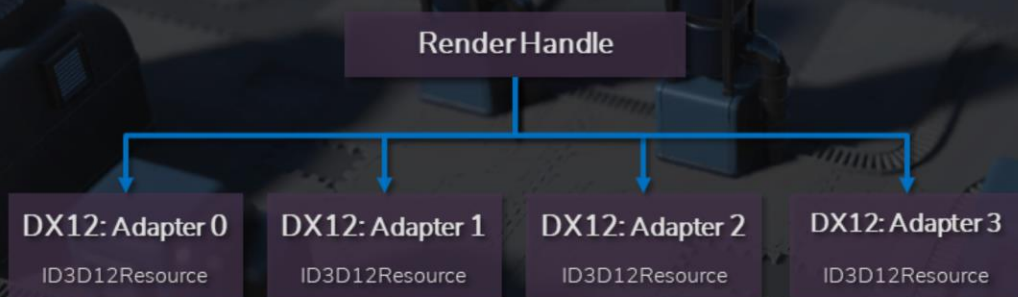 Render Handle
DX12: Adapter 0
ID3D12Resource
DX12: Adapter 1
ID3D12Resource
DX12: Adapter 2
ID3D12Resource
DX12: Adapter 3
ID3D12Resource